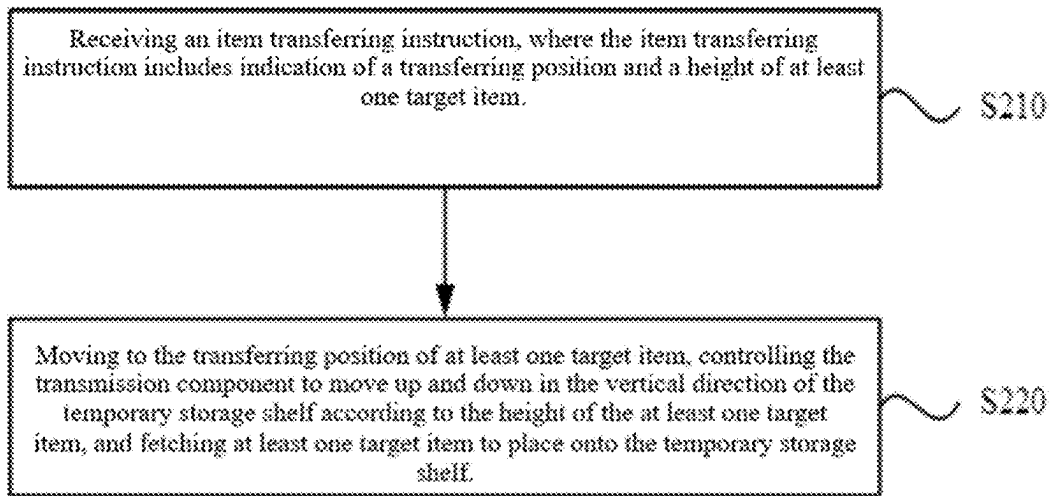 Receiving an item transferring instruction, where the item transferring
instruction includes indication of a transferring position and a height of at least
one target item.
S210
Moving to the transferring position of at least one target item, controlling the
transmission component to move up and down in the vertical direction of the
temporary storage shelf according to the height of the at least one target
item, and fetching at least one target item to place onto the temporary storage
shelf.
S220